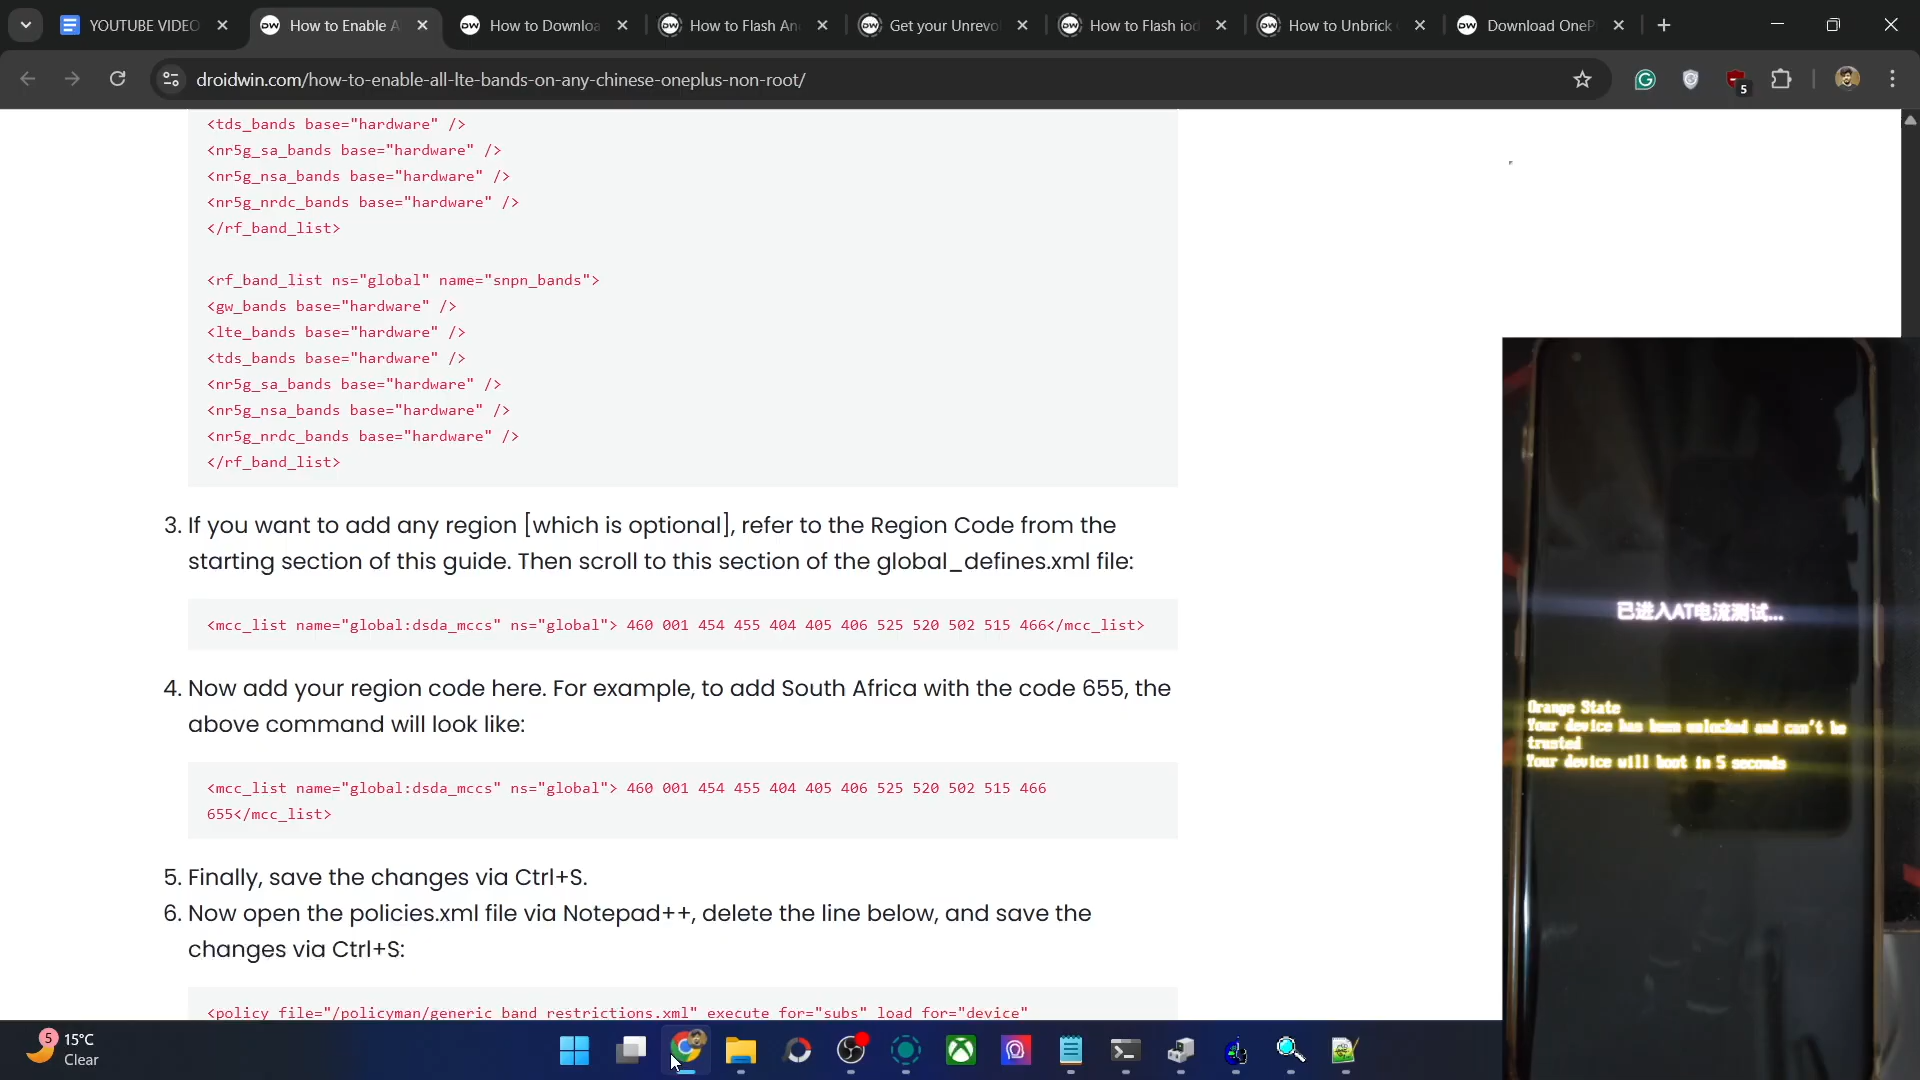 YOUTUBE VIDEO
How to Enable A
How to Downloa
How to Flash An
Get your Unrevo
How to Flash iod
How to Unbrick
Download OneP
droidwin.com/how-to-enable-all-lte-bands-on-any-chinese-oneplus-non-root/
5
<tds_bands base="hardware" />
<nr5g_sa_bands base="hardware" />
<nr5g_nsa_bands base="hardware" />
<nr5g_nrdc_bands base="hardware" />
</rf_band_list>
<rf_band_list ns="global" name="snpn_bands">
<gw_bands base="hardware" />
<lte_bands base="hardware" />
<tds_bands base="hardware" />
<nr5g_sa_bands base="hardware" />
<nr5g_nsa_bands base="hardware" />
<nr5g_nrdc_bands base="hardware" />
</rf_band_list>
3. If you want to add any region [which is optional], refer to the Region Code from the
starting section of this guide. Then scroll to this section of the global_defines.xml file:
<mcc_list name="global:dsda_mccs" ns="global"> 460 001 454 455 404 405 406 525 520 502 515 466</mcc_list>
4. Now add your region code here. For example, to add South Africa with the code 655, the
above command will look like:
<mcc_list name="global:dsda_mccs" ns="global"> 460 001 454 455 404 405 406 525 520 502 515 466
655</mcc_list>
5. Finally, save the changes via Ctrl+S.
6. Now open the policies.xml file via Notepad++, delete the line below, and save the
changes via Ctrl+S:
<policy file="/policyman/generic_band_restrictions.xml" execute_for="subs" load_for="device"
已进入AT电流测试...
Orange State
Your device has been unlocked and can't be
trusted
Your device will boot in 5 seconds
5
15°C
Clear